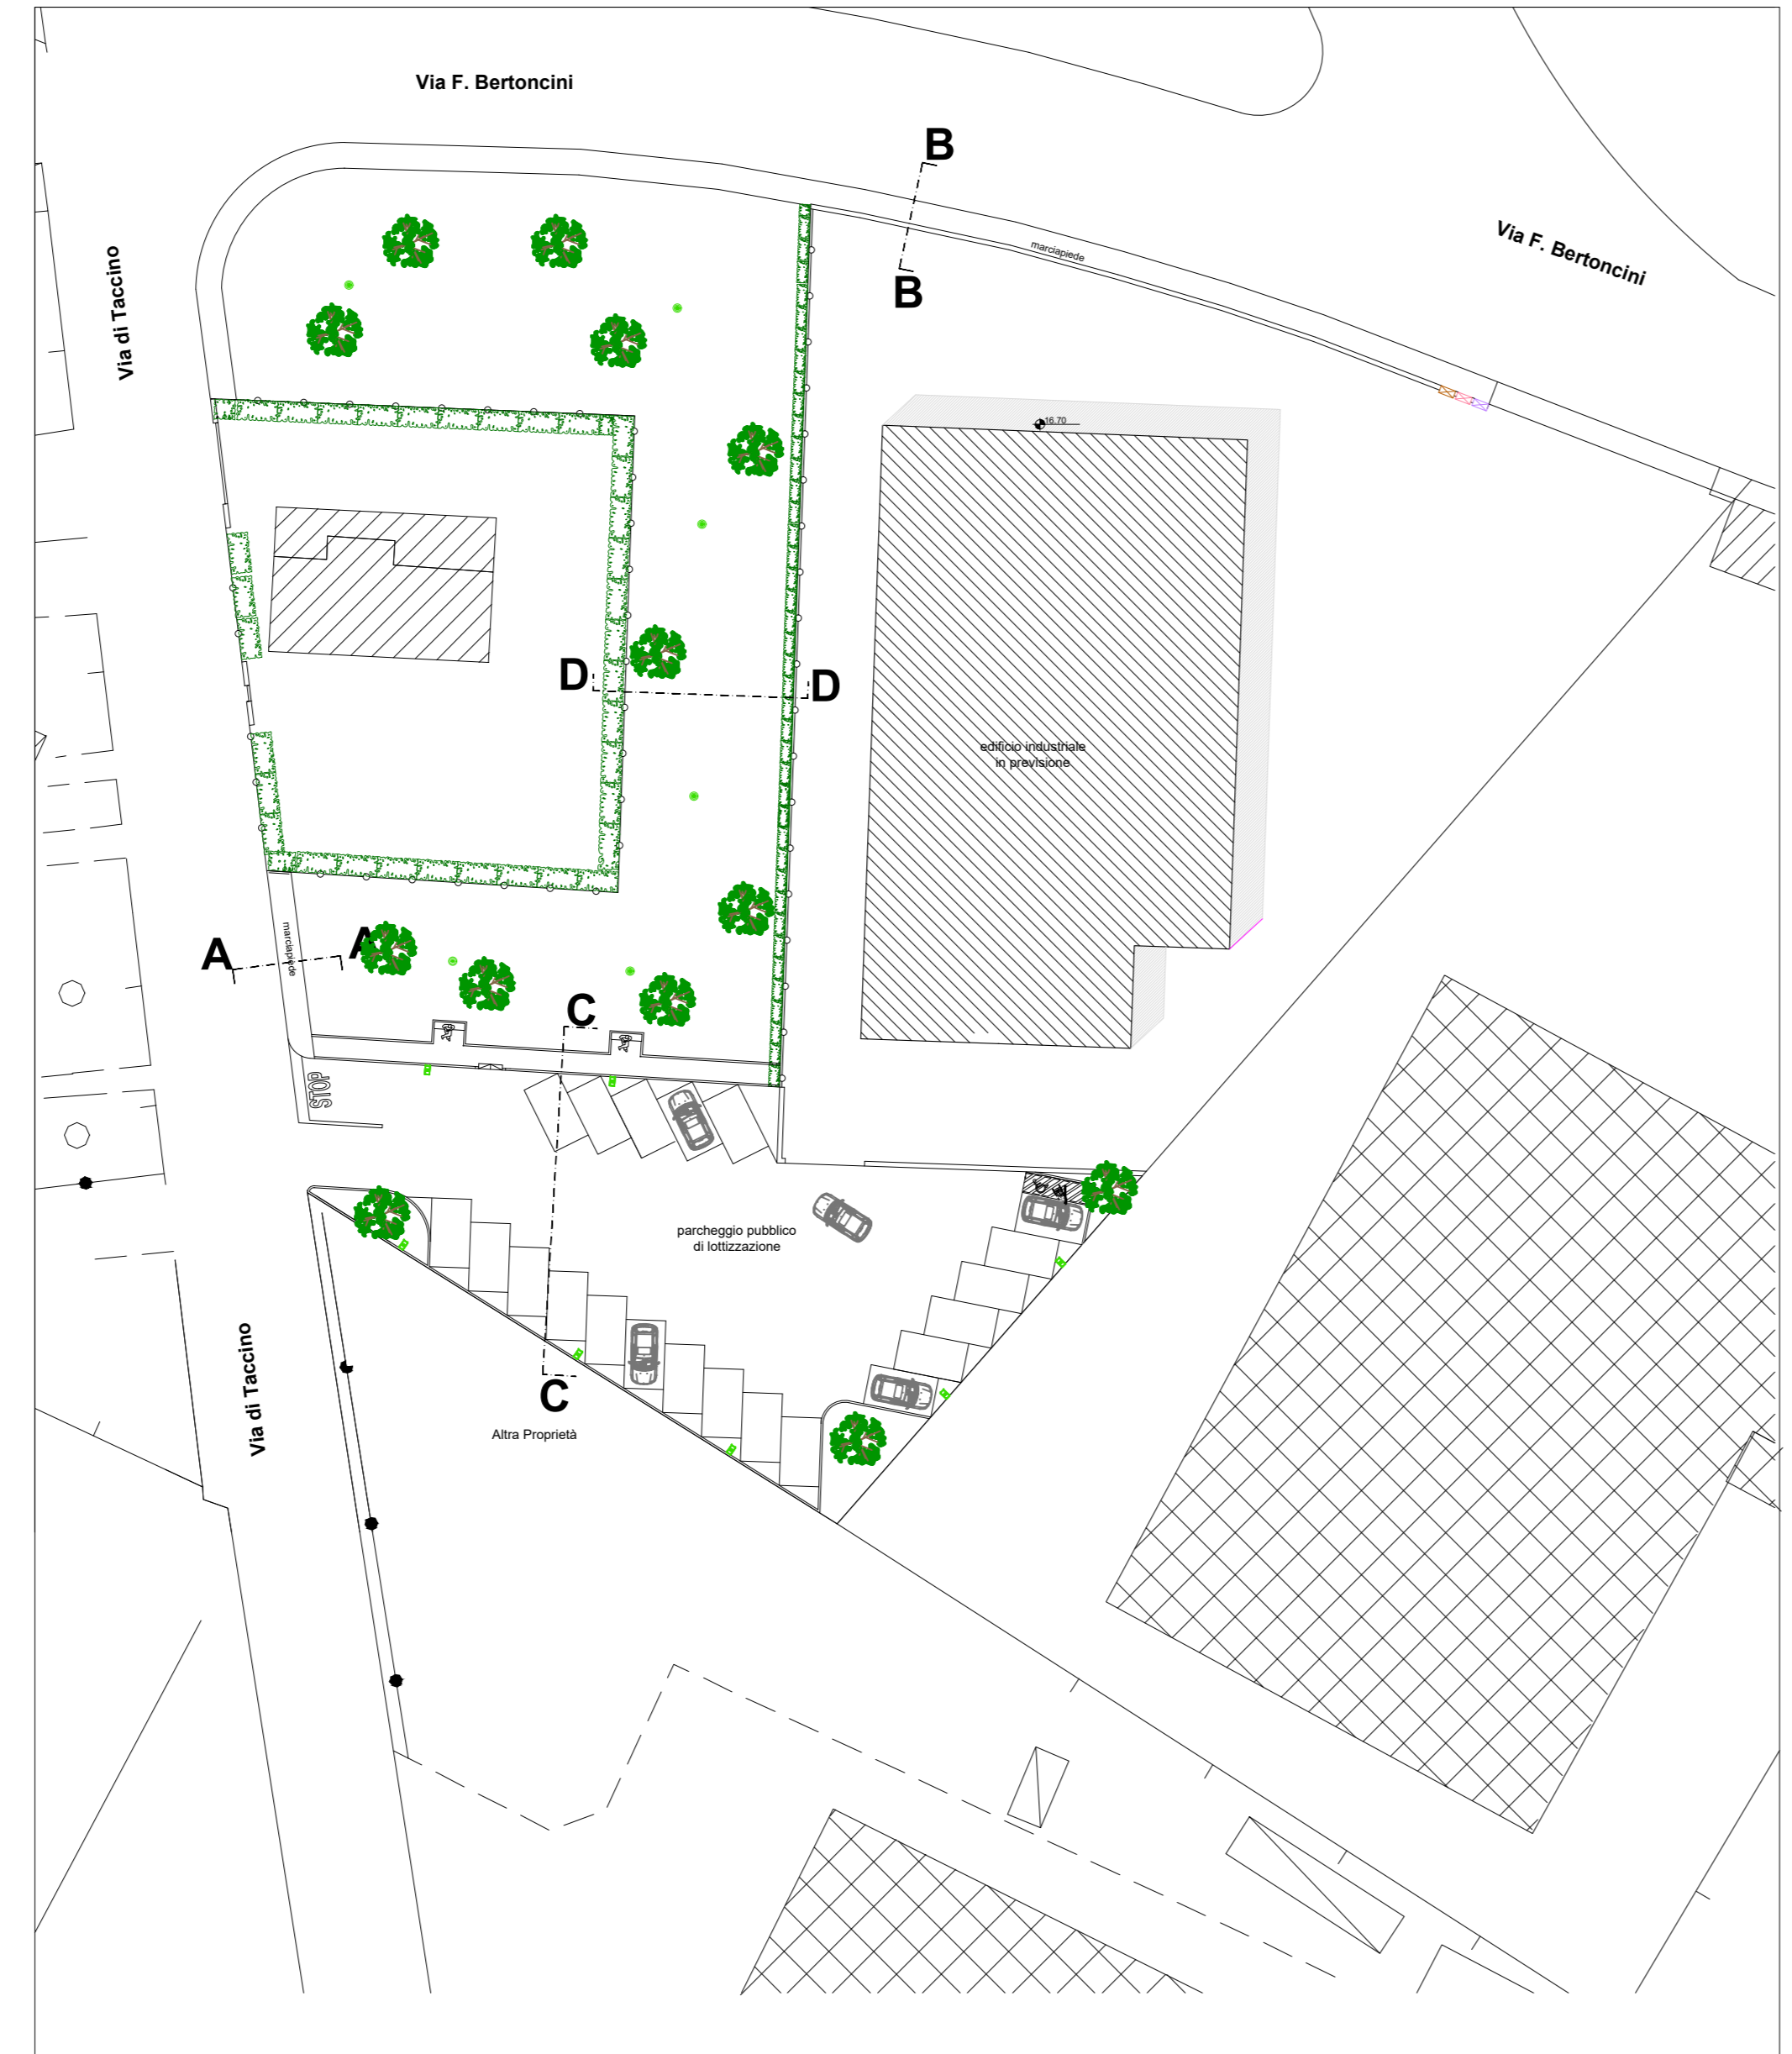 Via F. Bertoncini
B
Via F. Bertoncini
marciapiede
Via di Taccino
B
16.70
D
D
edificio industriale
in previsione
marciapiede
A
A
C
STOP
parcheggio pubblico
di lottizzazione
Via di Taccino
C
Altra Proprietà